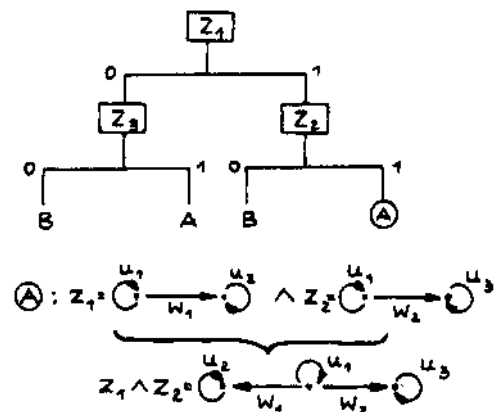 Z1
0 1
Z3 Z2
0 1 0 1
B A B A
A : Z1= u1 w1 u2 ∧ Z2= u1 w2 u3
Z1 ∧ Z2= u2 w1 u1 w2 u3